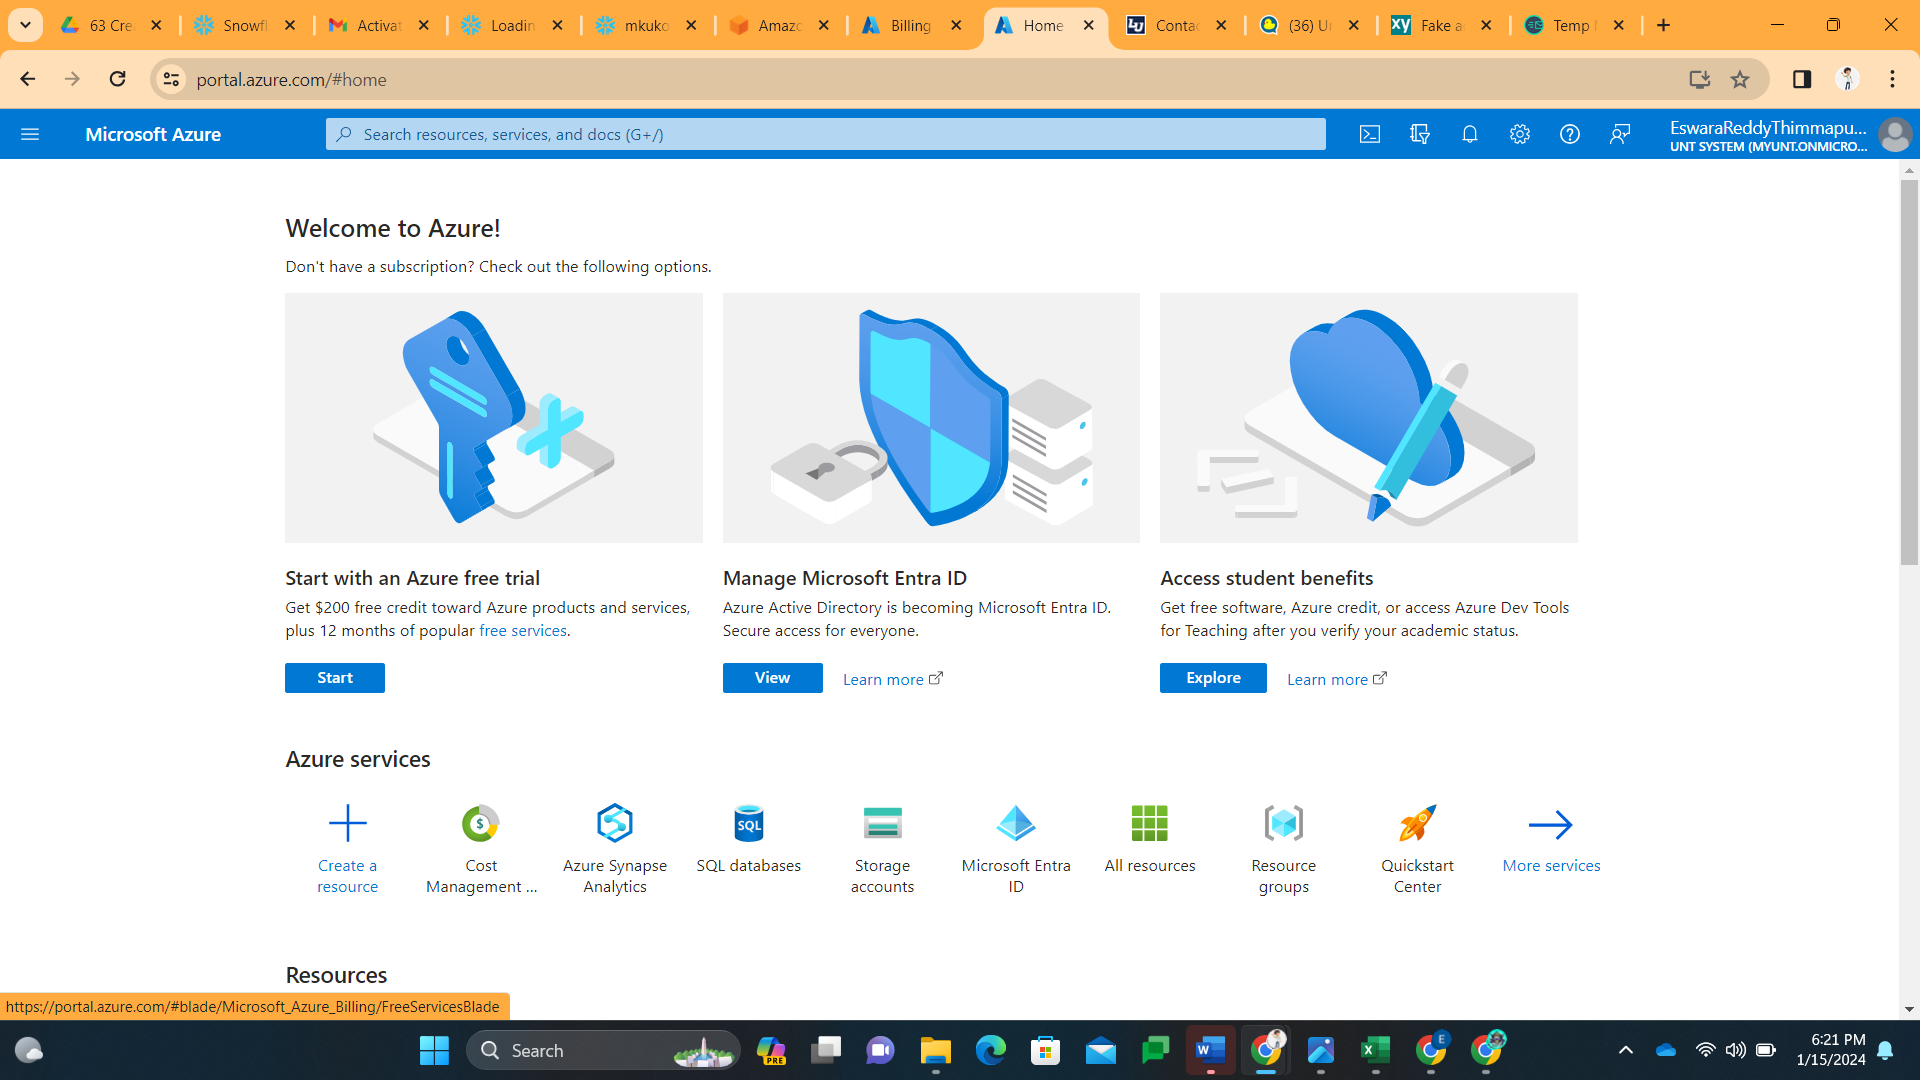 63 Cre
Snowfl
Activat
Loadin
mkuko
Amazo
Billing
Home
Contac
(36) Ur
Fake a
Temp
portal.azure.com/#home
Microsoft Azure
Search resources, services, and docs (G+/)
EswaraReddyThimmapu...
UNT SYSTEM (MYUNT.ONMICRO...
Welcome to Azure!
Don't have a subscription? Check out the following options.
Start with an Azure free trial
Get $200 free credit toward Azure products and services,
plus 12 months of popular free services.
Start
Manage Microsoft Entra ID
Azure Active Directory is becoming Microsoft Entra ID.
Secure access for everyone.
View
Learn more
Access student benefits
Get free software, Azure credit, or access Azure Dev Tools
for Teaching after you verify your academic status.
Explore
Learn more
Azure services
Create a
resource
Cost
Management ...
Azure Synapse
Analytics
SQL
SQL databases
Storage
accounts
Microsoft Entra
ID
All resources
Resource
groups
Quickstart
Center
More services
Resources
https://portal.azure.com/#blade/Microsoft_Azure_Billing/FreeServicesBlade
Search
PRE
6:21 PM
1/15/2024